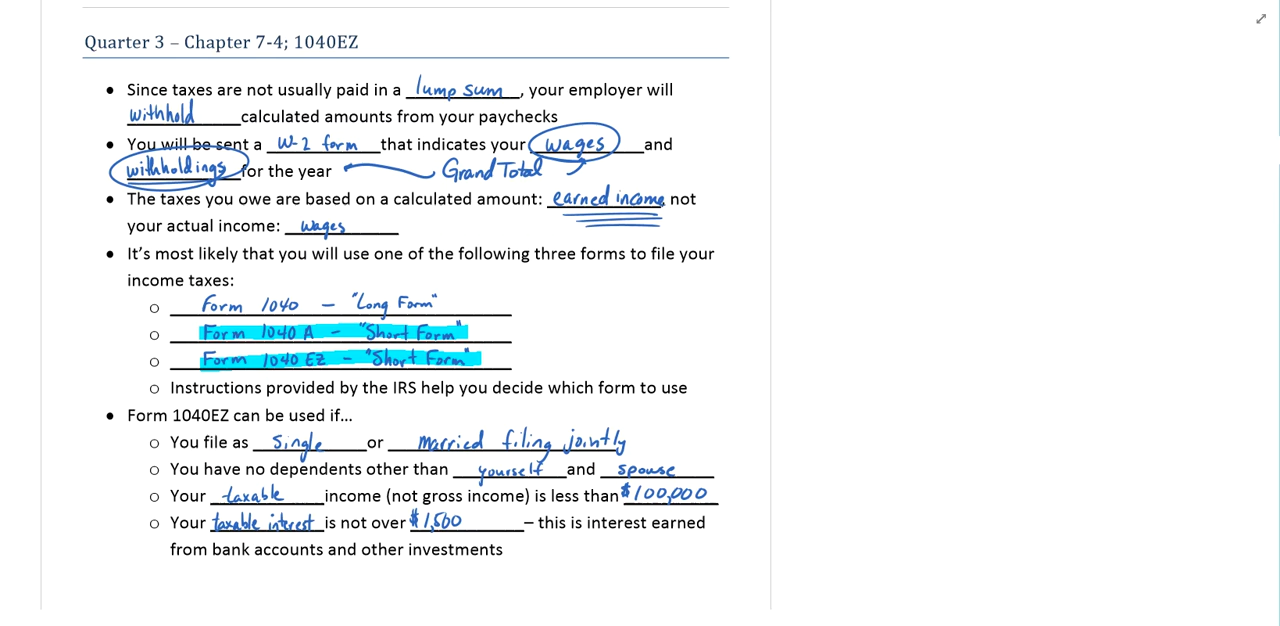 Quarter 3 – Chapter 7-4; 1040EZ
• Since taxes are not usually paid in a lump sum, your employer will
withhold calculated amounts from your paychecks
• You will be sent a W-2 form that indicates your wages and
withholdings for the year Grand Total
• The taxes you owe are based on a calculated amount: earned income, not
your actual income: wages
• It's most likely that you will use one of the following three forms to file your
income taxes:
o Form 1040 – "Long Form"
o Form 1040 A – "Short Form"
o Form 1040 EZ – "Short Form"
o Instructions provided by the IRS help you decide which form to use
• Form 1040EZ can be used if...
o You file as Single or Married filing jointly
o You have no dependents other than yourself and spouse
o Your taxable income (not gross income) is less than $100,000
o Your taxable interest is not over $1,500 – this is interest earned
from bank accounts and other investments